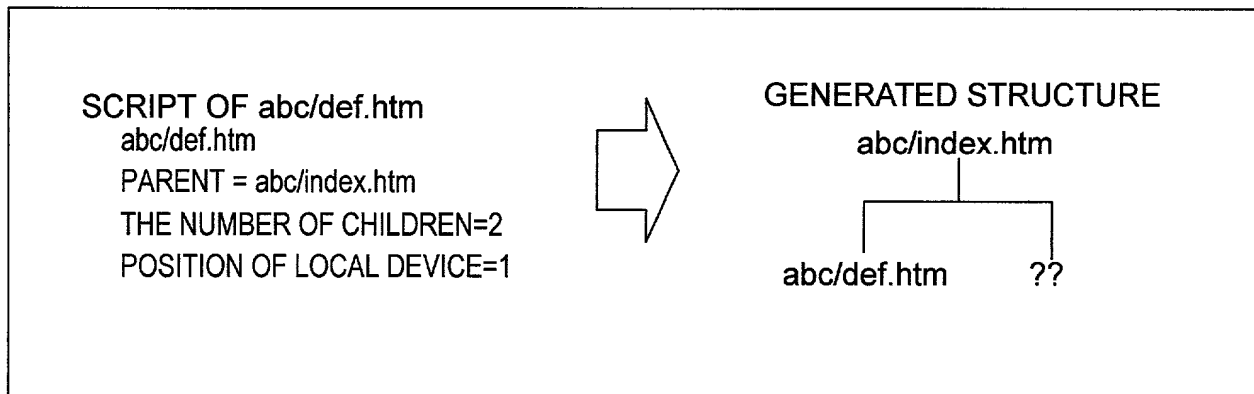 SCRIPT OF abc/def.htm
abc/def.htm
PARENT = abc/index.htm
THE NUMBER OF CHILDREN=2
POSITION OF LOCAL DEVICE=1
GENERATED STRUCTURE
abc/index.htm
abc/def.htm
??